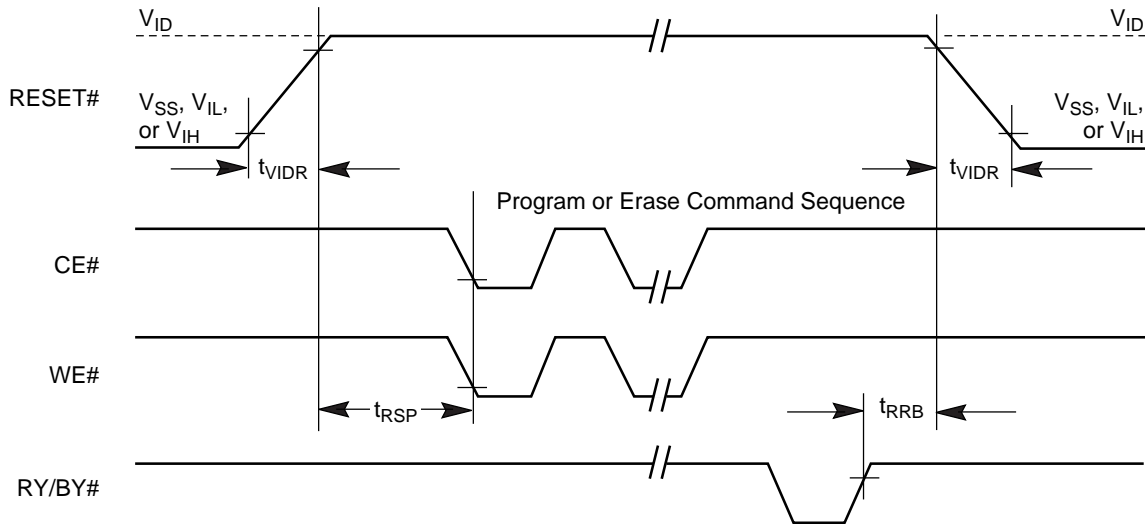 V_ID V_ID
RESET#
V_SS, V_IL,
or V_IH
V_SS, V_IL,
or V_IH
t_VIDR t_VIDR
Program or Erase Command Sequence
CE#
WE#
t_RSP t_RRB
RY/BY#